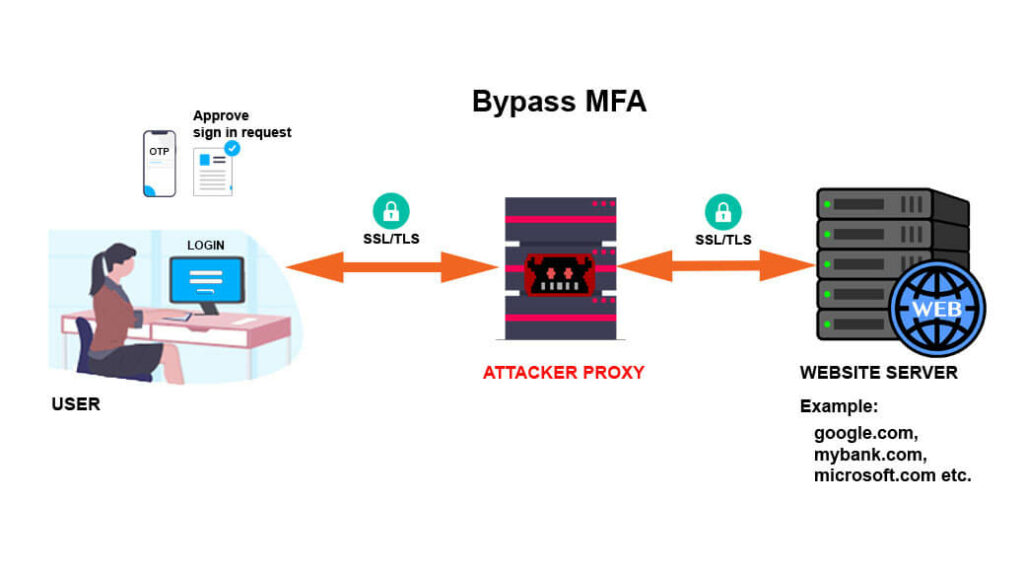 Bypass MFA
Approve
sign in request
OTP
SSL/TLS
SSL/TLS
LOGIN
WEB
ATTACKER PROXY
WEBSITE SERVER
USER
Example:
google.com,
mybank.com,
microsoft.com etc.